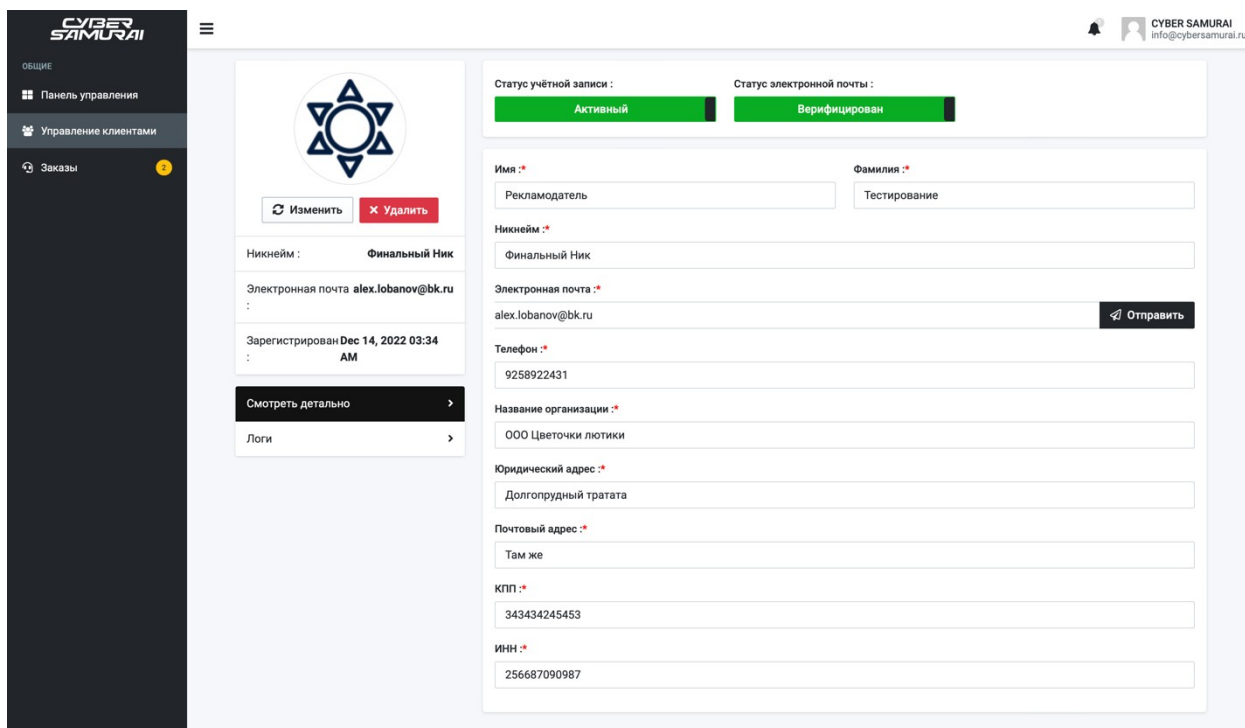 CYBER
SAMURAI
CYBER SAMURAI
info@cybersamurai.ru
ОБЩИЕ
Панель управления
Управление клиентами
Заказы
2
Изменить
Удалить
Никнейм :
Финальный Ник
Электронная почта
:
alex.lobanov@bk.ru
Зарегистрирован
:
Dec 14, 2022 03:34
AM
Смотреть детально
Логи
Статус учётной записи :
Активный
Статус электронной почты :
Верифицирован
Имя :*
Рекламодатель
Фамилия :*
Тестирование
Никнейм :*
Финальный Ник
Электронная почта :*
alex.lobanov@bk.ru
Отправить
Телефон :*
9258922431
Название организации :*
ООО Цветочки лютики
Юридический адрес :*
Долгопрудный тратата
Почтовый адрес :*
Там же
КПП :*
343434245453
ИНН :*
256687090987